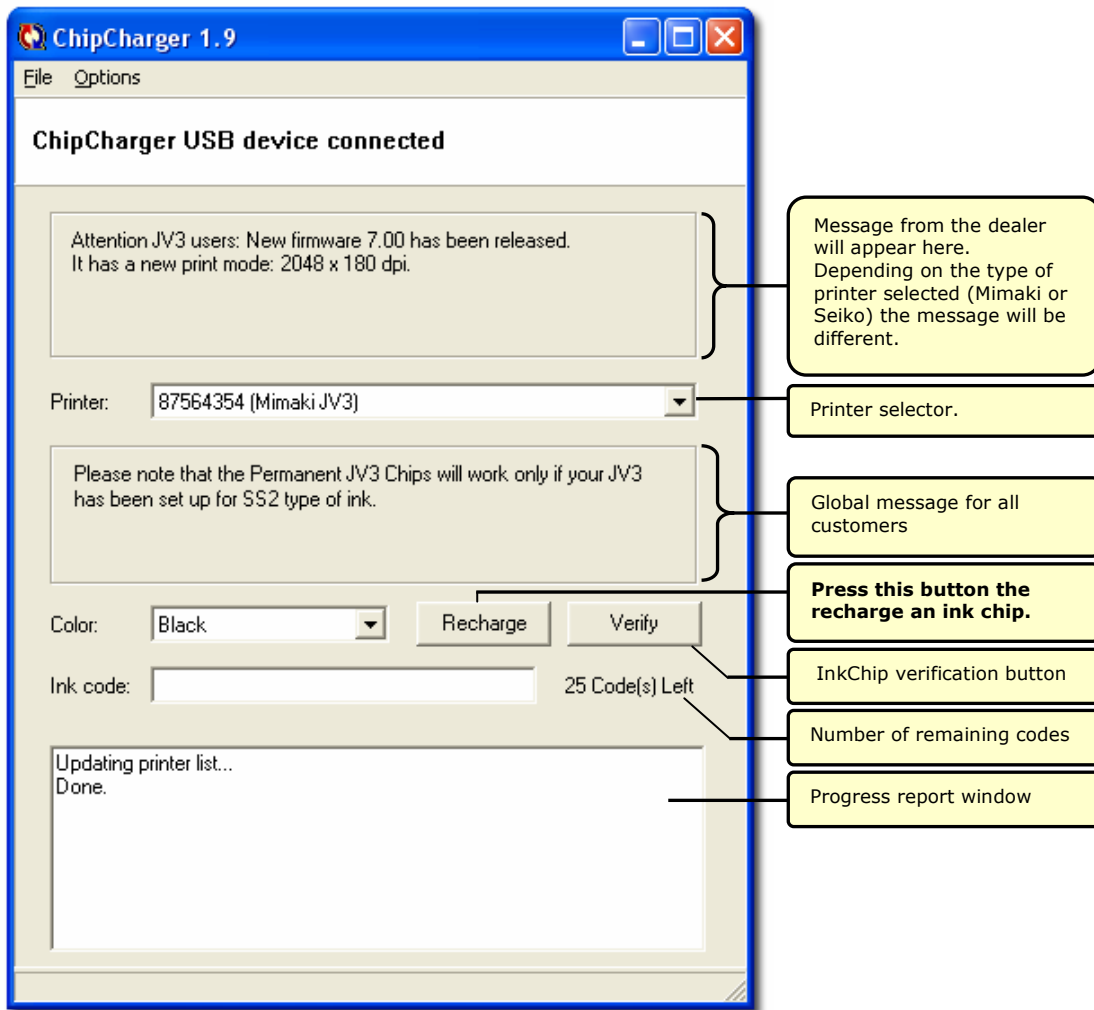 ChipCharger 1.9
File Options
ChipCharger USB device connected
Attention JV3 users: New firmware 7.00 has been released.
It has a new print mode: 2048 x 180 dpi.
Message from the dealer
will appear here.
Depending on the type of
printer selected (Mimaki or
Seiko) the message will be
different.
Printer: 87564354 (Mimaki JV3)
Printer selector.
Please note that the Permanent JV3 Chips will work only if your JV3
has been set up for SS2 type of ink.
Global message for all
customers
Press this button the
recharge an ink chip.
Color: Black Recharge Verify
InkChip verification button
Ink code: 25 Code(s) Left
Number of remaining codes
Updating printer list...
Done.
Progress report window